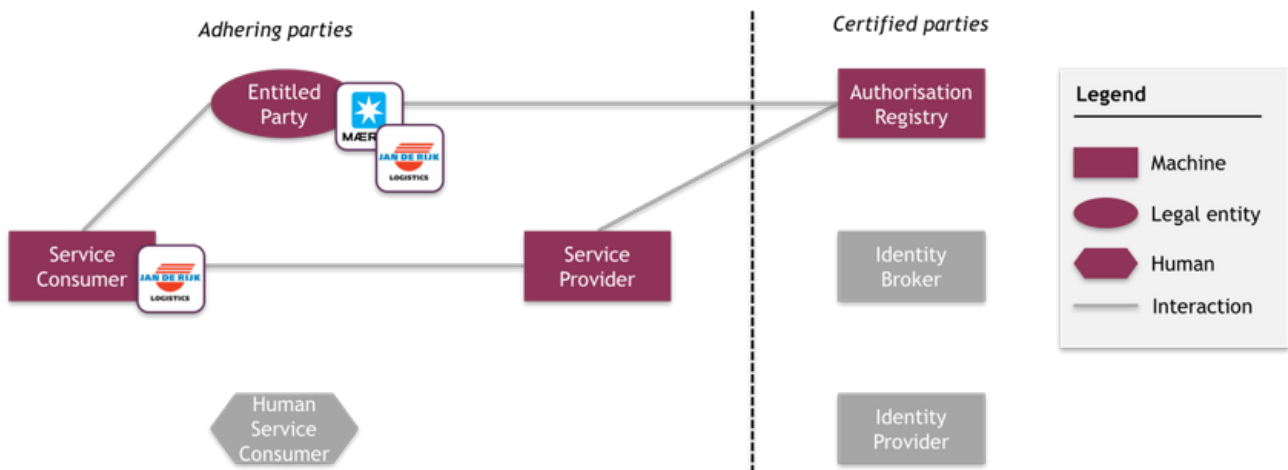 Adhering parties
Certified parties
Entitled
Party
MÆR
JAN DE RIJK
LOGISTICS
Authorisation
Registry
Legend
Machine
Legal entity
Human
Interaction
Service
Consumer
JAN DE RIJK
LOGISTICS
Service
Provider
Identity
Broker
Human
Service
Consumer
Identity
Provider